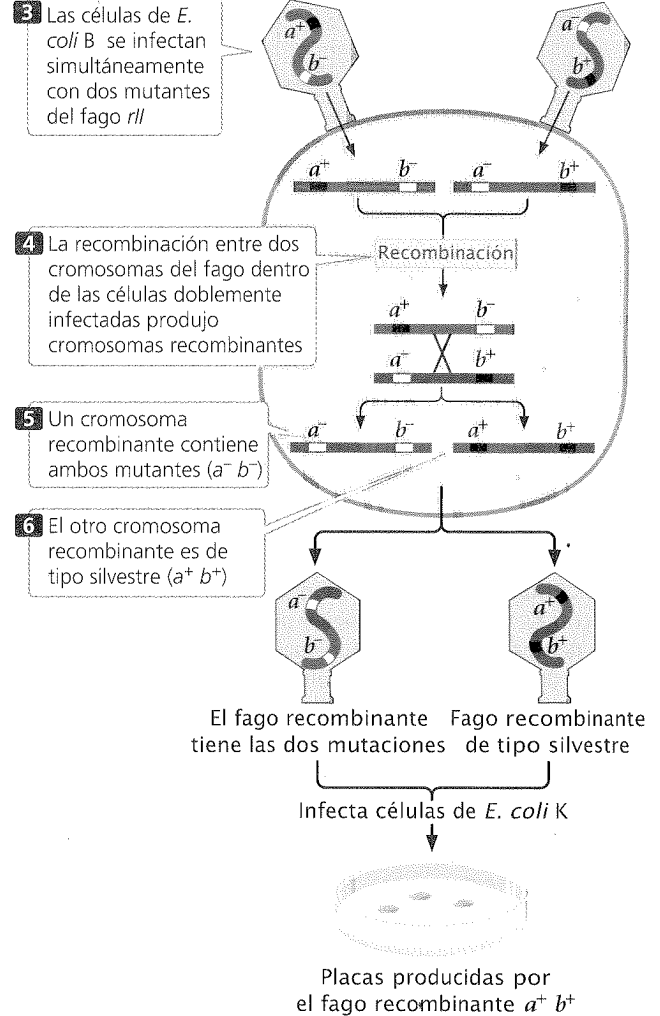 3 Las células de E.
coli B se infectan
simultáneamente
con dos mutantes
del fago rII
a⁺
b⁻
a⁻
b⁺
a⁺ b⁻ a⁻ b⁺
4 La recombinación entre dos
cromosomas del fago dentro
de las células doblemente
infectadas produjo
cromosomas recombinantes
Recombinación
a⁺ b⁻
a⁻ b⁺
5 Un cromosoma
recombinante contiene
ambos mutantes (a⁻ b⁻)
a⁻ b⁻ a⁺ b⁺
6 El otro cromosoma
recombinante es de
tipo silvestre (a⁺ b⁺)
a⁻
b⁻
a⁺
b⁺
El fago recombinante
tiene las dos mutaciones
Fago recombinante
de tipo silvestre
Infecta células de E. coli K
Placas producidas por
el fago recombinante a⁺ b⁺